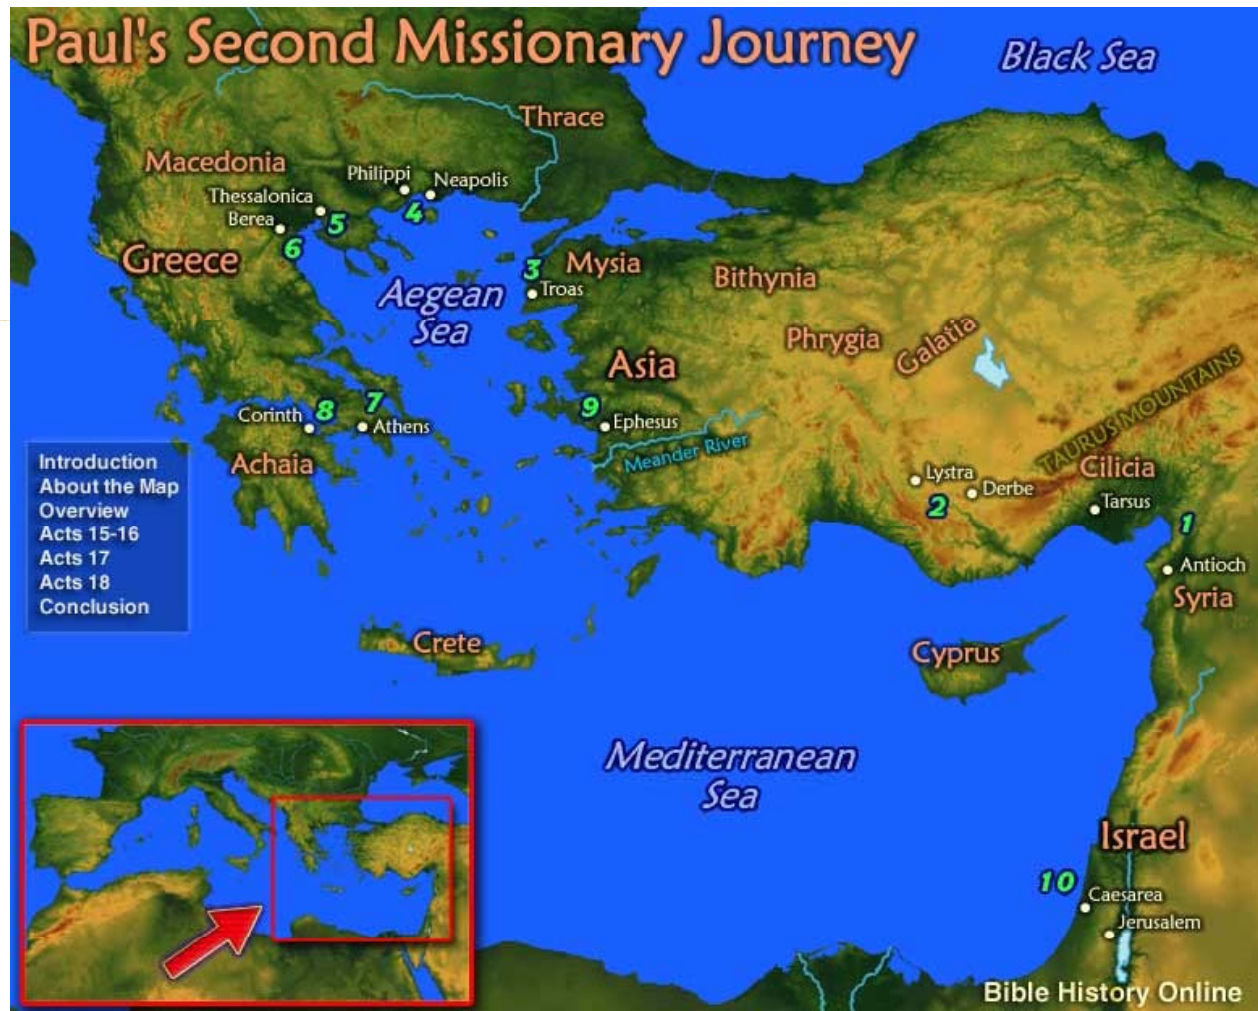 Paul's Second Missionary Journey
Black Sea
Thrace
Macedonia
Philippi
Neapolis
Thessalonica
4
Berea
5
6
Greece
3
Mysia
Troas
Bithynia
Aegean
Sea
Phrygia
Galatia
Asia
TAURUS MOUNTAINS
7
8
9
Corinth
Athens
Ephesus
Meander River
Achaia
Lystra
Derbe
Cilicia
2
Tarsus
1
Antioch
Syria
Introduction
About the Map
Overview
Acts 15-16
Acts 17
Acts 18
Conclusion
Crete
Cyprus
Mediterranean
Sea
Israel
10
Caesarea
Jerusalem
Bible History Online